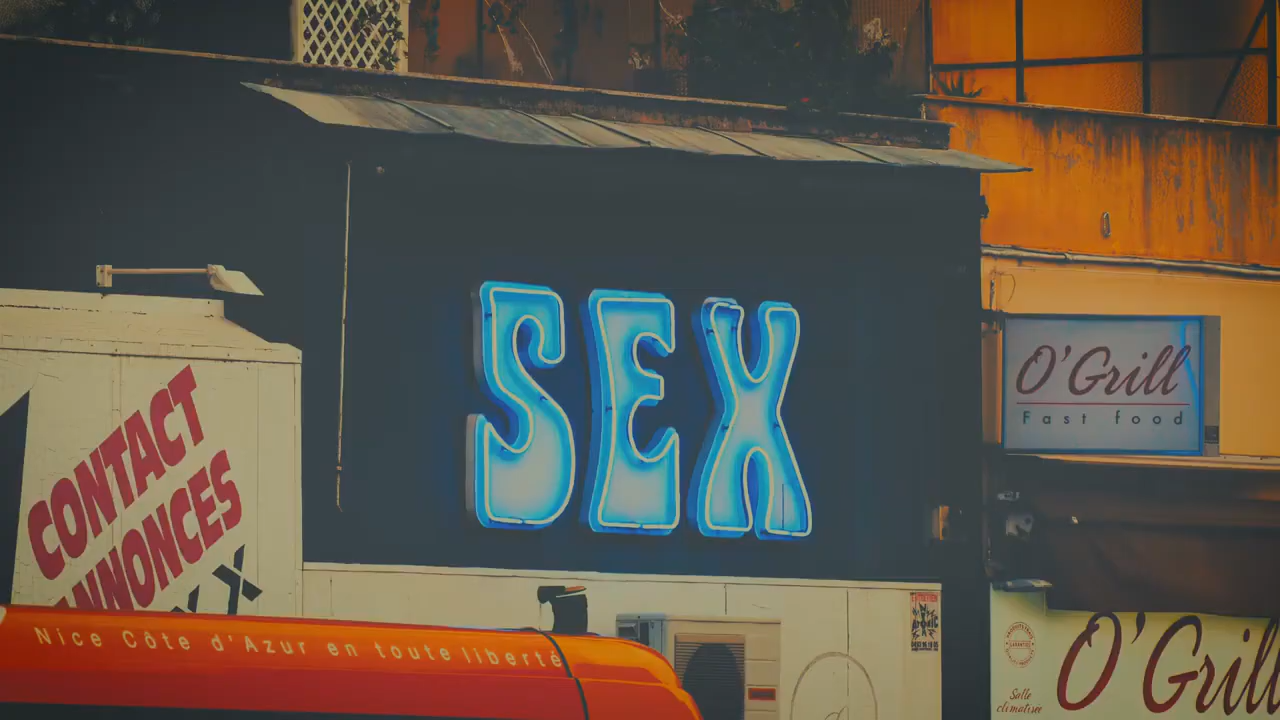 SEX
O'Grill
Fast food
CONTACT
ANNONCES
Nice Côte d'Azur en toute liberté
O'Grill
Salle
climatisée